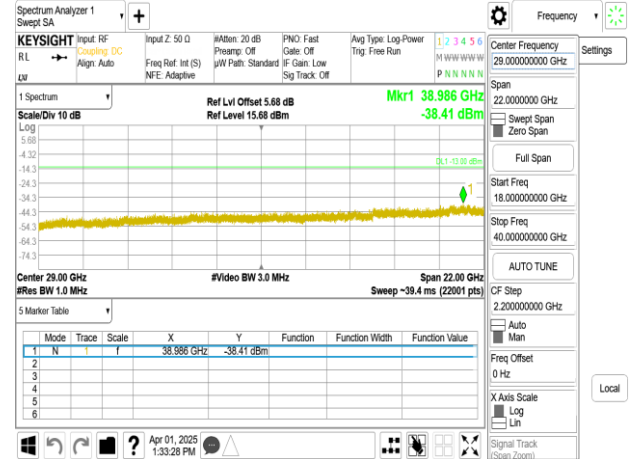 Spectrum Analyzer 1
Swept SA
Frequency
Settings
KEYSIGHT
RL
Input: RF
Coupling: DC
Align: Auto
Input Z: 50 Ω
Freq Ref: Int (S)
NFE: Adaptive
#Atten: 20 dB
Preamp: Off
µW Path: Standard
PNO: Fast
Gate: Off
IF Gain: Low
Sig Track: Off
Avg Type: Log-Power
Trig: Free Run
1 2 3 4 5 6
M W W W W W
P N N N N N
1 Spectrum
Scale/Div 10 dB
Ref Lvl Offset 5.68 dB
Ref Level 15.68 dBm
Mkr1 38.986 GHz
-38.41 dBm
Log
5.68
-4.32
-14.3
-24.3
-34.3
-44.3
-54.3
-64.3
-74.3
DL1 -13.00 dBm
1
Center 29.00 GHz
#Res BW 1.0 MHz
#Video BW 3.0 MHz
Span 22.00 GHz
Sweep ~39.4 ms (22001 pts)
5 Marker Table
Mode Trace Scale X Y Function Function Width Function Value
1 N 1 f 38.986 GHz -38.41 dBm
2
3
4
5
6
Center Frequency
29.000000000 GHz
Span
22.0000000 GHz
Swept Span
Zero Span
Full Span
Start Freq
18.000000000 GHz
Stop Freq
40.000000000 GHz
AUTO TUNE
CF Step
2.200000000 GHz
Auto
Man
Freq Offset
0 Hz
X Axis Scale
Log
Lin
Signal Track
(Span Zoom)
Local
?
Apr 01, 2025
1:33:28 PM